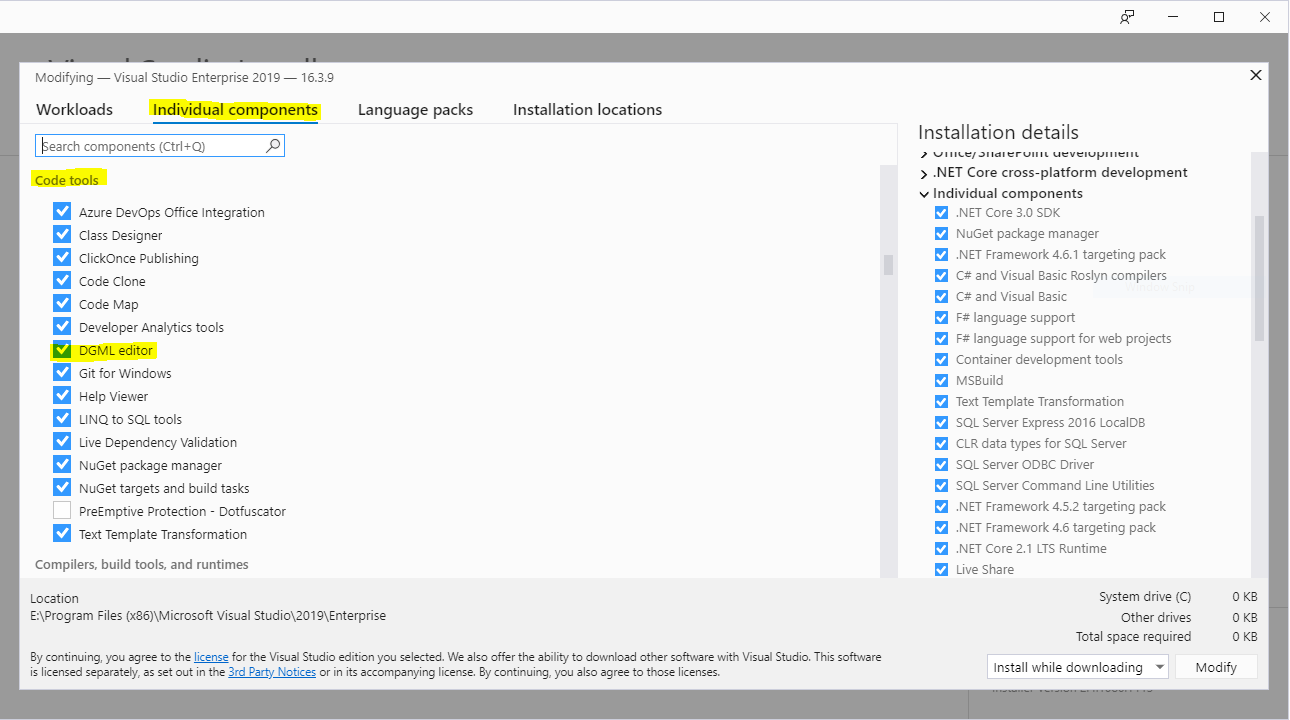 Modifying — Visual Studio Enterprise 2019 — 16.3.9
Workloads
Individual components
Language packs
Installation locations
Search components (Ctrl+Q)
Code tools
Azure DevOps Office Integration
Class Designer
ClickOnce Publishing
Code Clone
Code Map
Developer Analytics tools
DGML editor
Git for Windows
Help Viewer
LINQ to SQL tools
Live Dependency Validation
NuGet package manager
NuGet targets and build tasks
PreEmptive Protection - Dotfuscator
Text Template Transformation
Compilers, build tools, and runtimes
Installation details
Office/SharePoint development
.NET Core cross-platform development
Individual components
.NET Core 3.0 SDK
NuGet package manager
.NET Framework 4.6.1 targeting pack
C# and Visual Basic Roslyn compilers
C# and Visual Basic
F# language support
F# language support for web projects
Container development tools
MSBuild
Text Template Transformation
SQL Server Express 2016 LocalDB
CLR data types for SQL Server
SQL Server ODBC Driver
SQL Server Command Line Utilities
.NET Framework 4.5.2 targeting pack
.NET Framework 4.6 targeting pack
.NET Core 2.1 LTS Runtime
Live Share
Location
E:\Program Files (x86)\Microsoft Visual Studio\2019\Enterprise
System drive (C) 0 KB
Other drives 0 KB
Total space required 0 KB
By continuing, you agree to the license for the Visual Studio edition you selected. We also offer the ability to download other software with Visual Studio. This software
is licensed separately, as set out in the 3rd Party Notices or in its accompanying license. By continuing, you also agree to those licenses.
Install while downloading
Modify